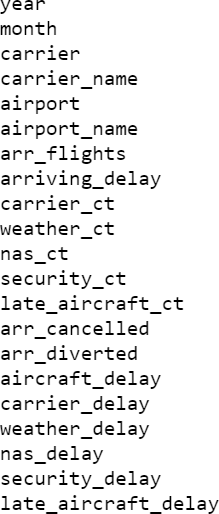 year
month
carrier
carrier_name
airport
airport_name
arr_flights
arriving_delay
carrier_ct
weather_ct
nas_ct
security_ct
late_aircraft_ct
arr_cancelled
arr_diverted
aircraft_delay
carrier_delay
weather_delay
nas_delay
security_delay
late_aircraft_delay